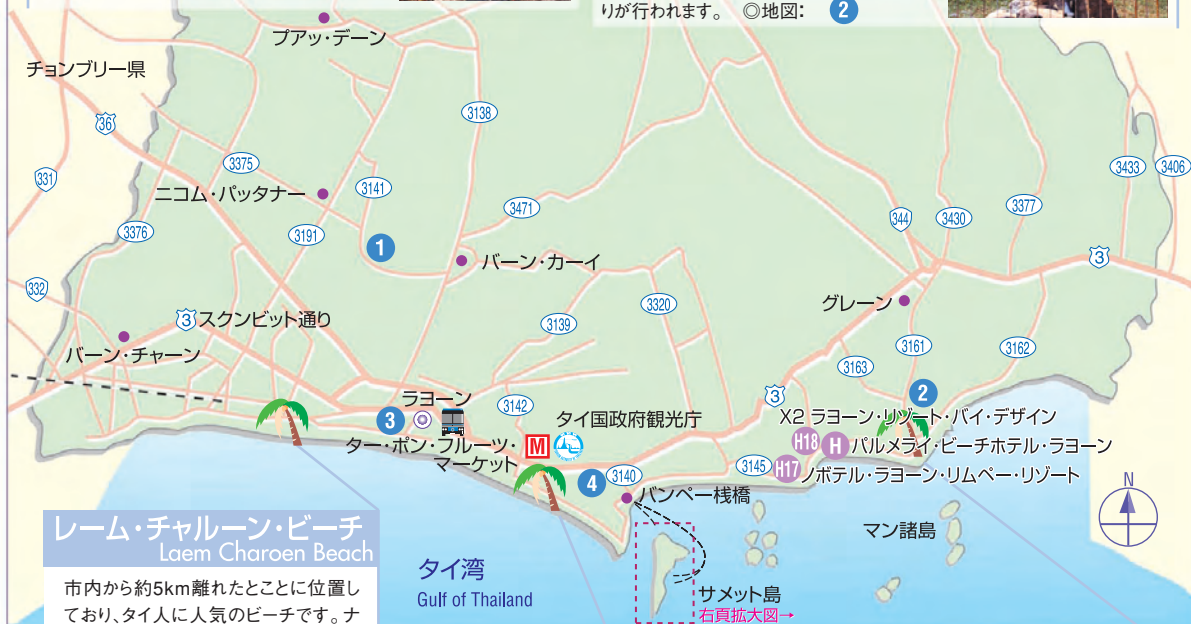 りが行われます。 ◎地図： 2
プアッ・デーン
チョンブリー県
36
3138
331
3375
3141
3433
3406
ニコム・パッタナー
3471
3377
344
3430
3376
3191
1
バーン・カーイ
3
332
グレーン
3320
3 スクンビット通り
3139
バーン・チャーン
3161
3162
3163
2
3
ラヨーン
3
3142
タイ国政府観光庁
X2 ラヨーン・リゾート・バイ・デザイン
ター・ポン・フルーツ・
マーケット
M
H18
H パルメライ・ビーチホテル・ラヨーン
4
3140
3145
H17 ノボテル・ラヨーン・リムペー・リゾート
バンペー桟橋
N
レーム・チャルーン・ビーチ
Laem Charoen Beach
マン諸島
タイ湾
Gulf of Thailand
市内から約5km離れたとことに位置し
ており、タイ人に人気のビーチです。ナ
サメット島
右頁拡大図→